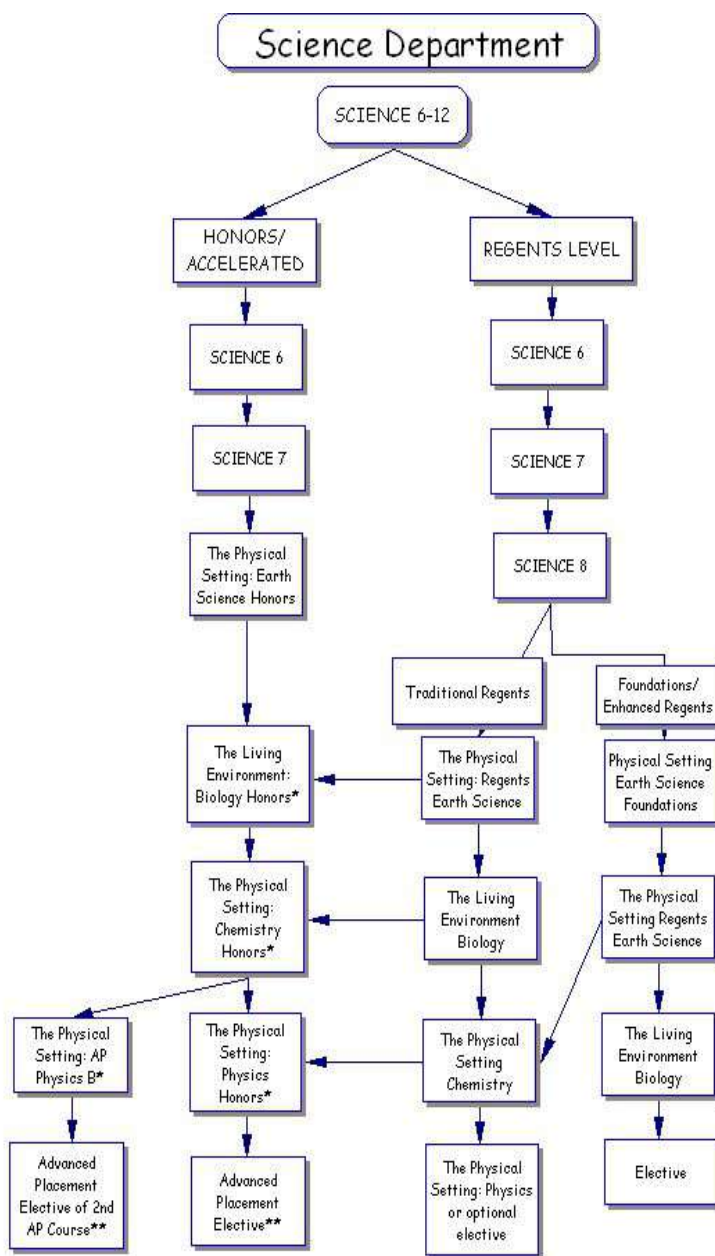 Science Department
SCIENCE 6-12
HONORS/
ACCELERATED
REGENTS LEVEL
SCIENCE 6
SCIENCE 6
SCIENCE 7
SCIENCE 7
The Physical
Setting: Earth
Science Honors
SCIENCE 8
Traditional Regents
Foundations/
Enhanced Regents
The Living
Environment:
Biology Honors*
The Physical
Setting: Regents
Earth Science
Physical Setting
Earth Science
Foundations
The Physical
Setting:
Chemistry
Honors*
The Living
Environment
Biology
The Physical
Setting Regents
Earth Science
The Physical
Setting: AP
Physics B*
The Physical
Setting:
Physics
Honors*
The Physical
Setting
Chemistry
The Living
Environment
Biology
Advanced
Placement
Elective of 2nd
AP Course**
Advanced
Placement
Elective**
The Physical
Setting: Physics
or optional
elective
Elective